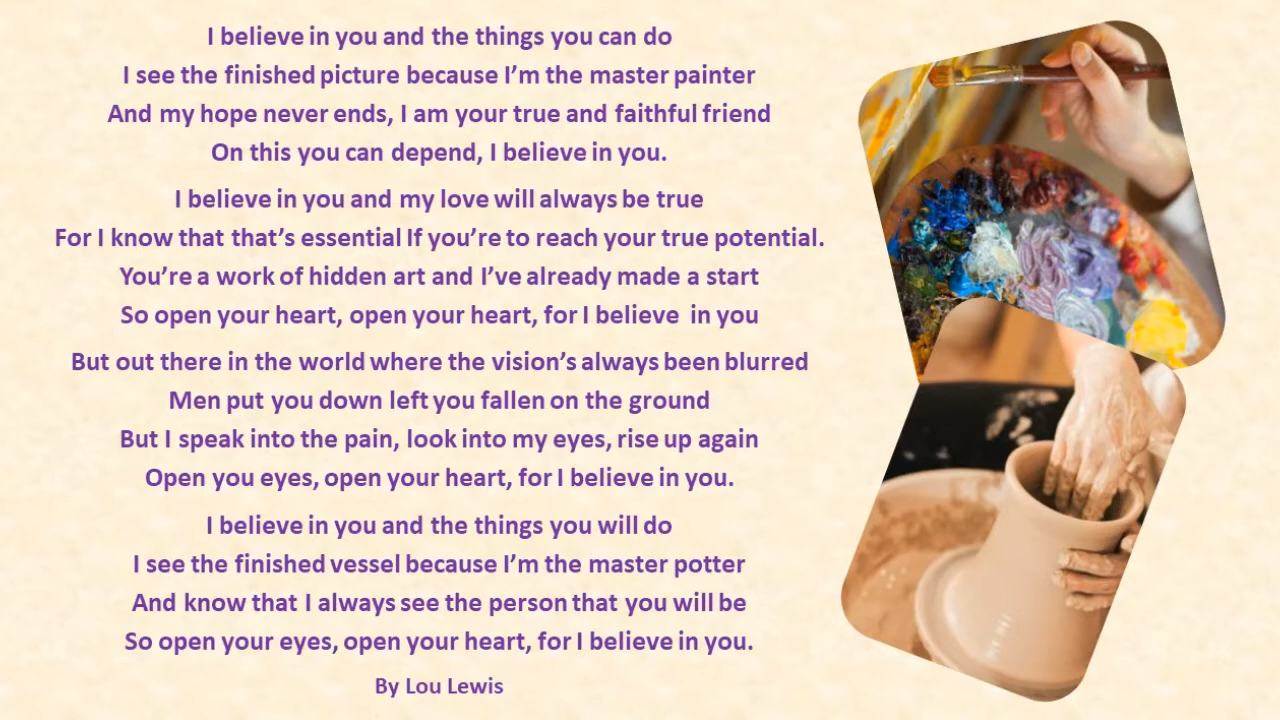 I believe in you and the things you can do
I see the finished picture because I’m the master painter
And my hope never ends, I am your true and faithful friend
On this you can depend, I believe in you.
I believe in you and my love will always be true
For I know that that’s essential If you’re to reach your true potential.
You’re a work of hidden art and I’ve already made a start
So open your heart, open your heart, for I believe in you
But out there in the world where the vision’s always been blurred
Men put you down left you fallen on the ground
But I speak into the pain, look into my eyes, rise up again
Open you eyes, open your heart, for I believe in you.
I believe in you and the things you will do
I see the finished vessel because I’m the master potter
And know that I always see the person that you will be
So open your eyes, open your heart, for I believe in you.
By Lou Lewis